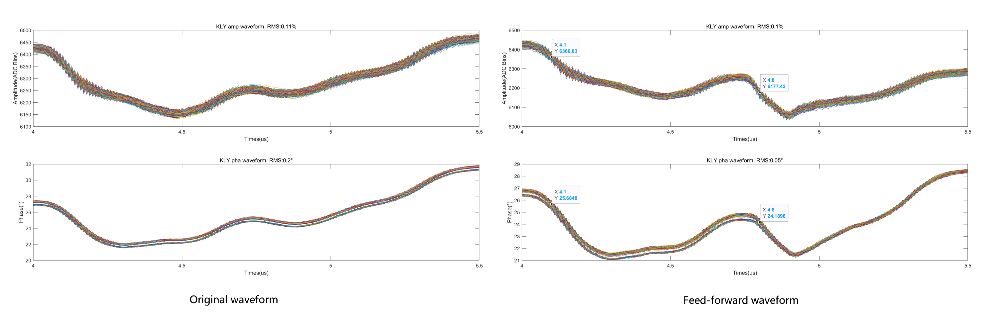 KLY amp waveform, RMS:0.11%
6500
6450
6400
6350
6300
6250
6200
6150
6100
Amplitude(ADC Bins)
4
4.5
5
5.5
Times(us)
KLY pha waveform, RMS:0.2°
32
30
28
26
24
22
20
Phase(°)
4
4.5
5
5.5
Times(us)
Original waveform
KLY amp waveform, RMS:0.1%
6500
6400
6300
6200
6100
6000
Amplitude(ADC Bins)
X 4.1
Y 6360.83
X 4.8
Y 6177.42
4
4.5
5
5.5
Times(us)
KLY pha waveform, RMS:0.05°
29
28
27
26
25
24
23
22
21
Phase(°)
X 4.1
Y 25.6848
X 4.8
Y 24.1898
4
4.5
5
5.5
Times(us)
Feed-forward waveform